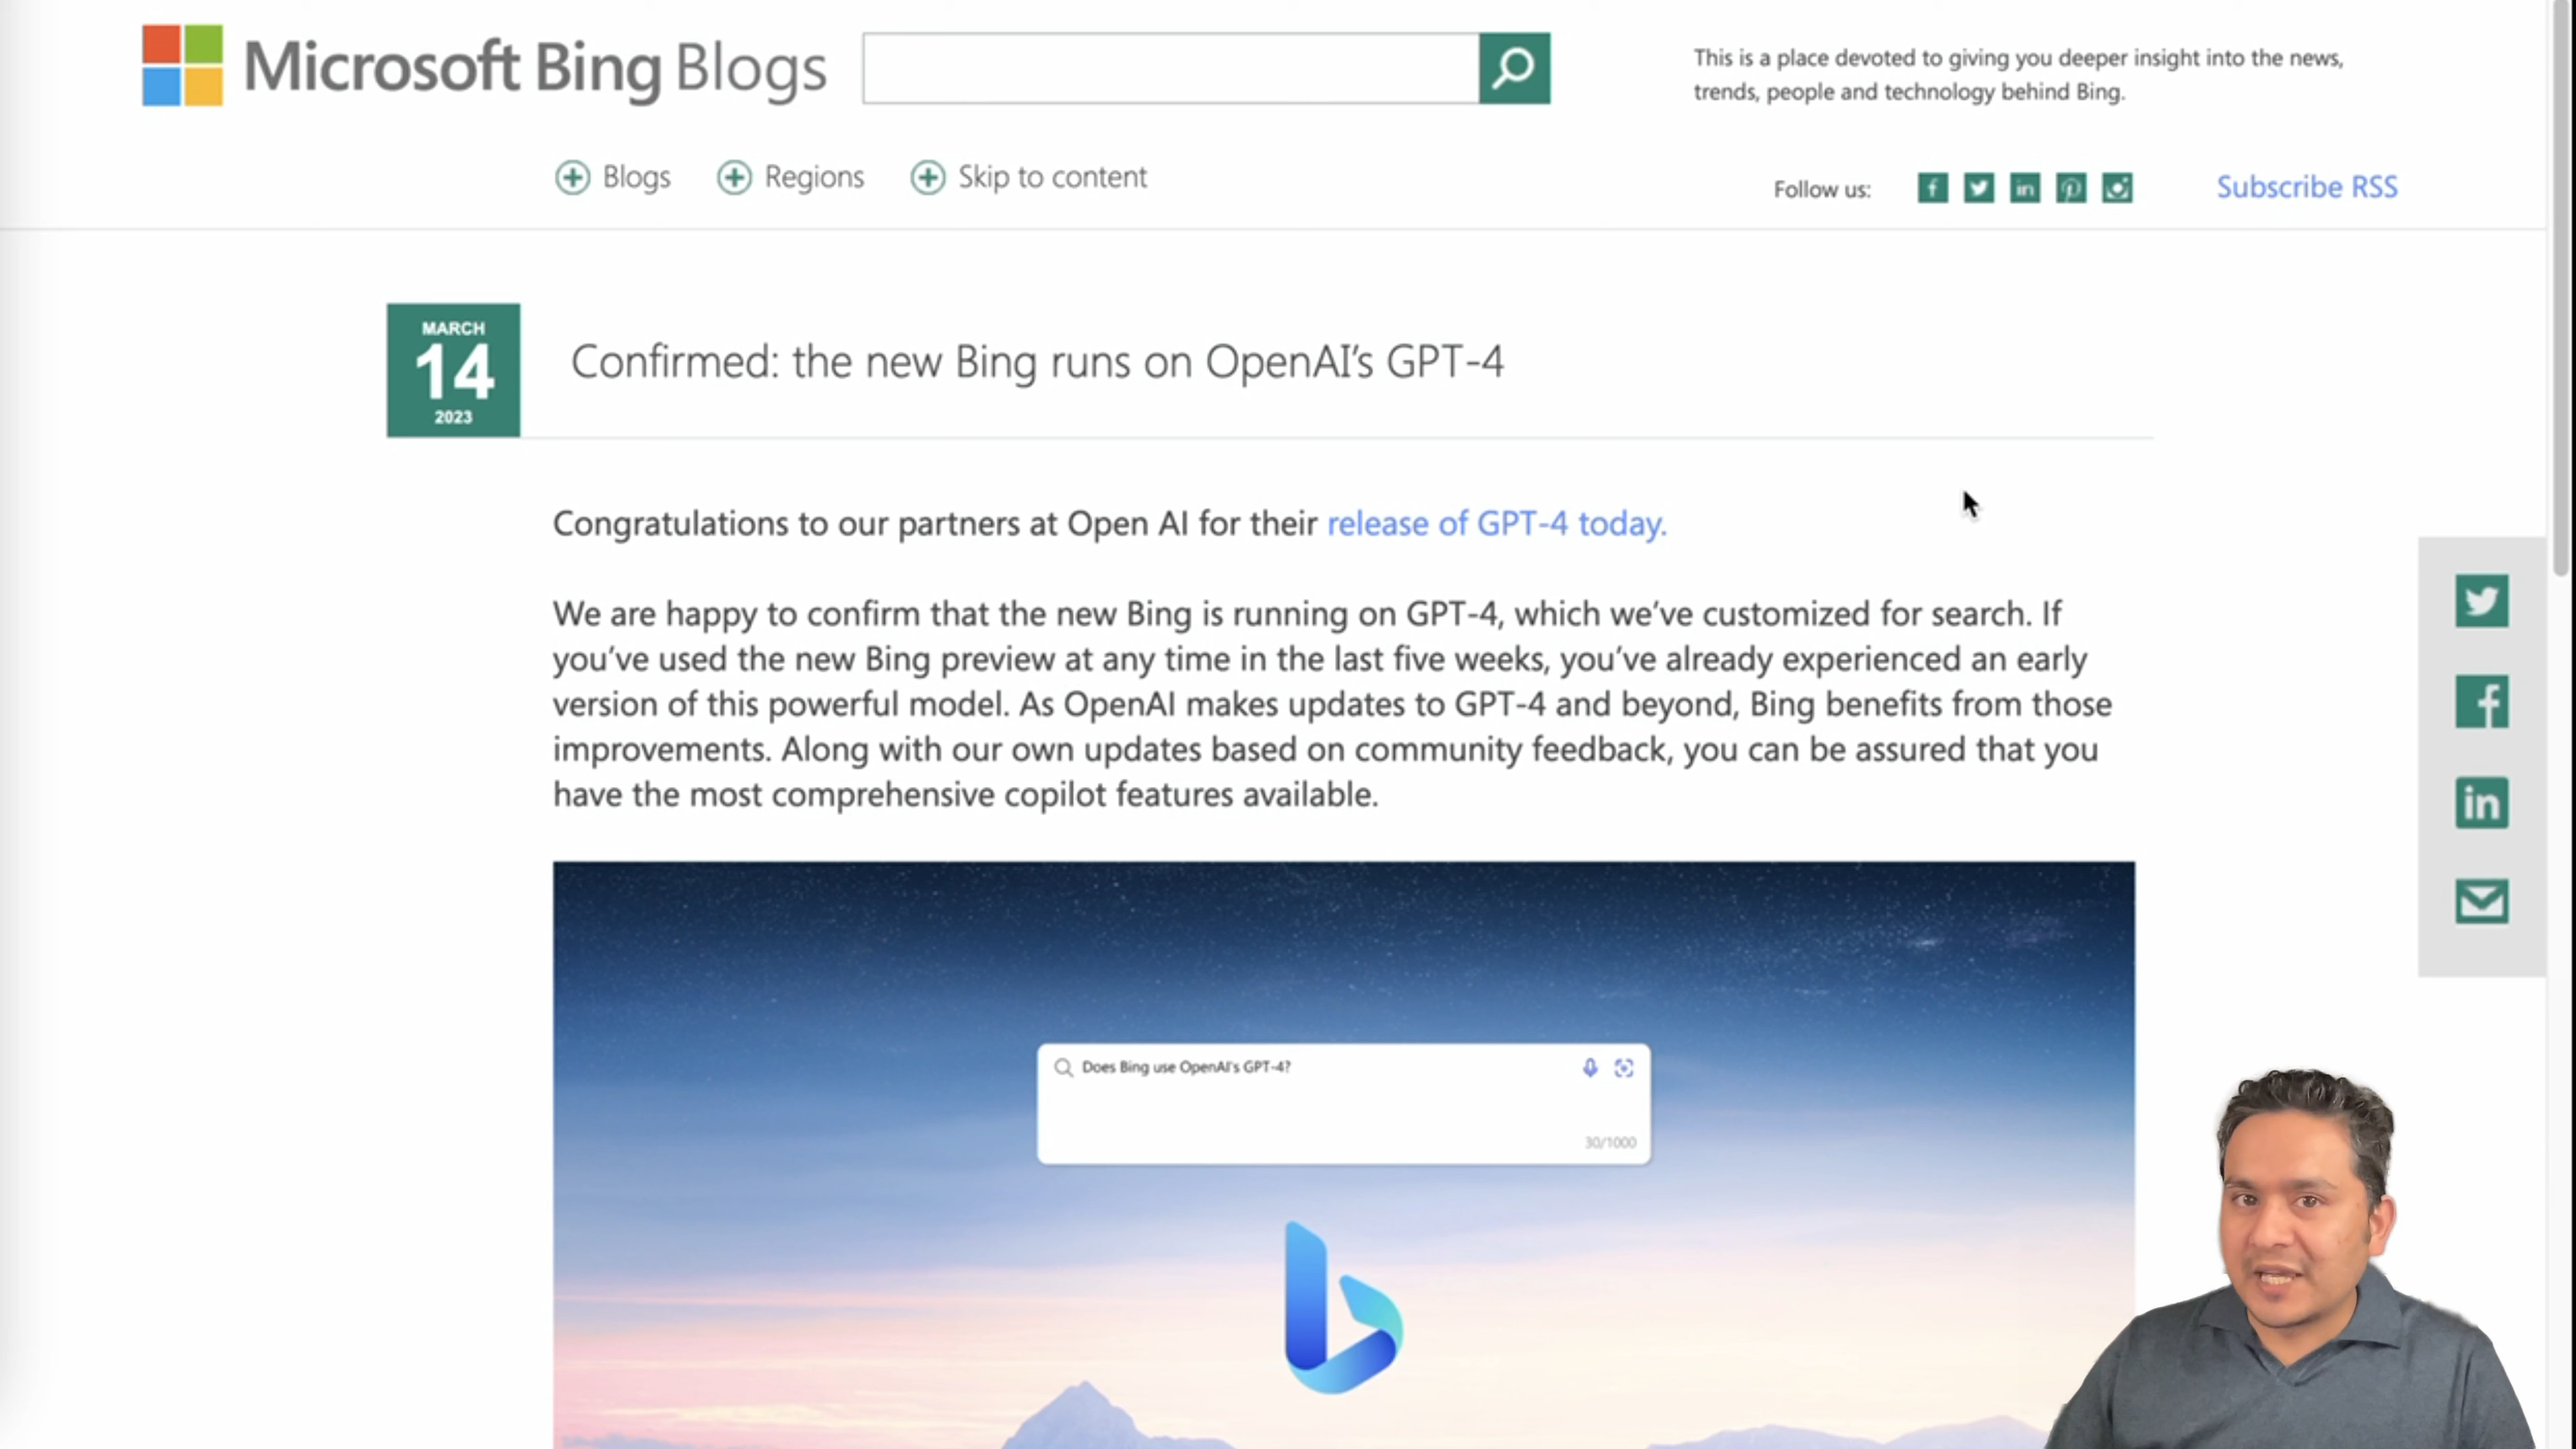 Microsoft Bing Blogs
This is a place devoted to giving you deeper insight into the news,
trends, people and technology behind Bing.
Blogs
Regions
Skip to content
Follow us:
Subscribe RSS
MARCH
14
2023
Confirmed: the new Bing runs on OpenAI's GPT-4
Congratulations to our partners at Open AI for their release of GPT-4 today.
We are happy to confirm that the new Bing is running on GPT-4, which we've customized for search. If
you've used the new Bing preview at any time in the last five weeks, you've already experienced an early
version of this powerful model. As OpenAI makes updates to GPT-4 and beyond, Bing benefits from those
improvements. Along with our own updates based on community feedback, you can be assured that you
have the most comprehensive copilot features available.
Does Bing use OpenAI's GPT-4?
30/1000